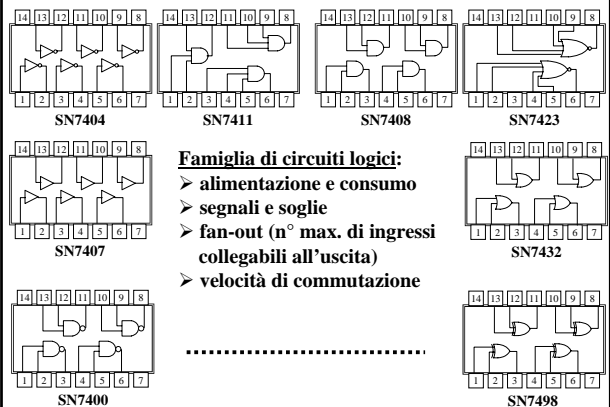 14 13 12 11 10 9 8
1 2 3 4 5 6 7
SN7404
14 13 12 11 10 9 8
1 2 3 4 5 6 7
SN7411
14 13 12 11 10 9 8
1 2 3 4 5 6 7
SN7408
14 13 12 11 10 9 8
1 2 3 4 5 6 7
SN7423
14 13 12 11 10 9 8
1 2 3 4 5 6 7
SN7407
Famiglia di circuiti logici:
➢ alimentazione e consumo
➢ segnali e soglie
➢ fan-out (n° max. di ingressi
collegabili all'uscita)
➢ velocità di commutazione
14 13 12 11 10 9 8
1 2 3 4 5 6 7
SN7432
14 13 12 11 10 9 8
1 2 3 4 5 6 7
SN7400
14 13 12 11 10 9 8
1 2 3 4 5 6 7
SN7498